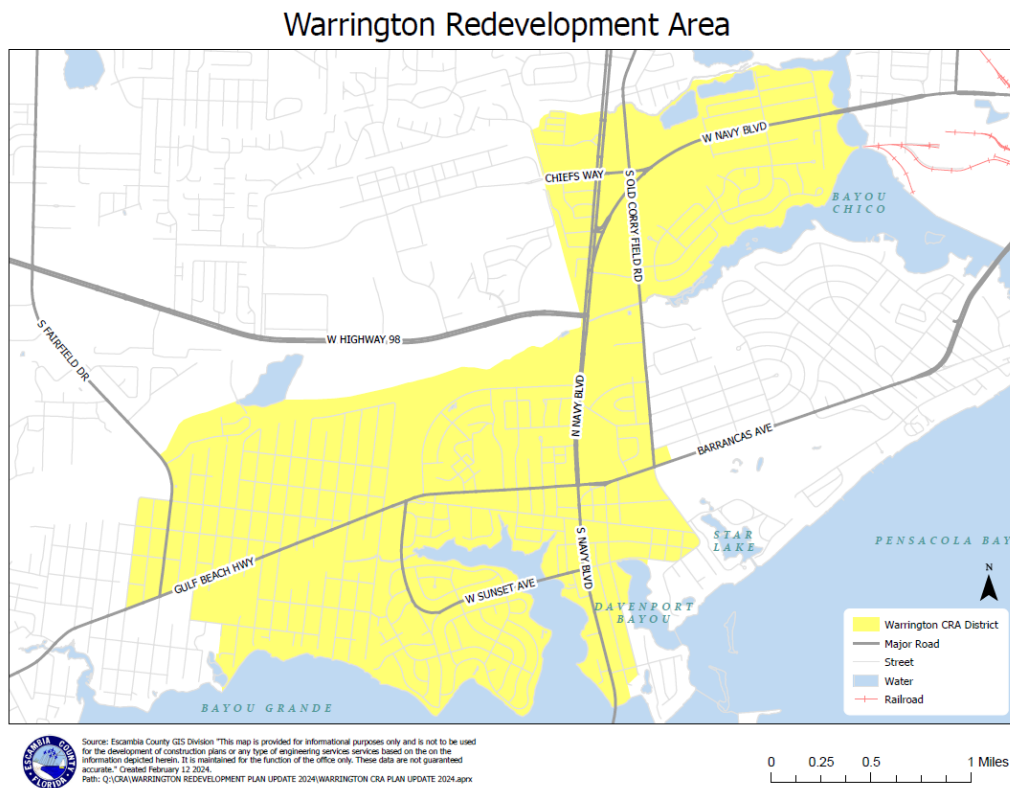 Warrington Redevelopment Area
W NAVY BLVD
CHIEFS WAY
S OLD CORRY FIELD RD
BAYOU
CHICO
S FAIRFIELD DR
W HIGHWAY 98
N NAVY BLVD
BARRANCAS AVE
STAR
LAKE
PENSACOLA BAY
GULF BEACH HWY
S NAVY BLVD
W SUNSET AVE
DAVENPORT
BAYOU
BAYOU GRANDE
N
Warrington CRA District
Major Road
Street
Water
Railroad
ESCAMBIA COUNTY
FLORIDA
Source: Escambia County GIS Division "This map is provided for informational purposes only and is not to be used
for the development of construction plans or any type of engineering services services based on the on the
information depicted herein. It is maintained for the function of the office only. These data are not guaranteed
accurate." Created February 12 2024.
Path: Q:\CRA\WARRINGTON REDEVELOPMENT PLAN UPDATE 2024\WARRINGTON CRA PLAN UPDATE 2024.aprx
0 0.25 0.5 1 Miles